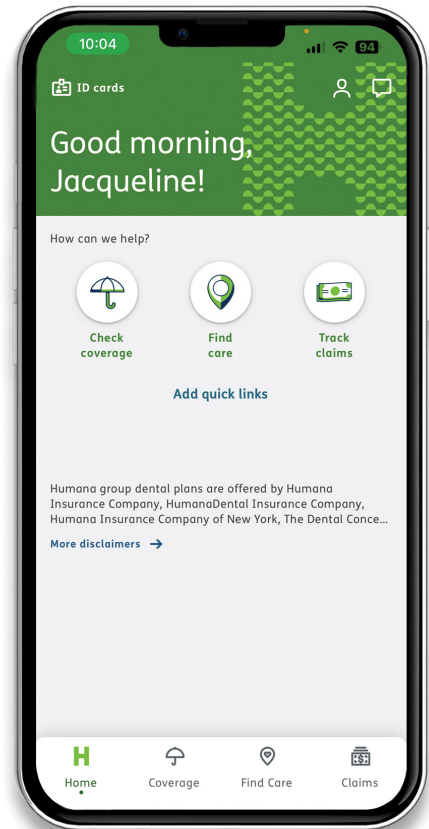 10:04
94
ID cards
Good morning,
Jacqueline!
How can we help?
Check
coverage
Find
care
Track
claims
Add quick links
Humana group dental plans are offered by Humana
Insurance Company, HumanaDental Insurance Company,
Humana Insurance Company of New York, The Dental Conce...
More disclaimers
H
Home
Coverage
Find Care
Claims